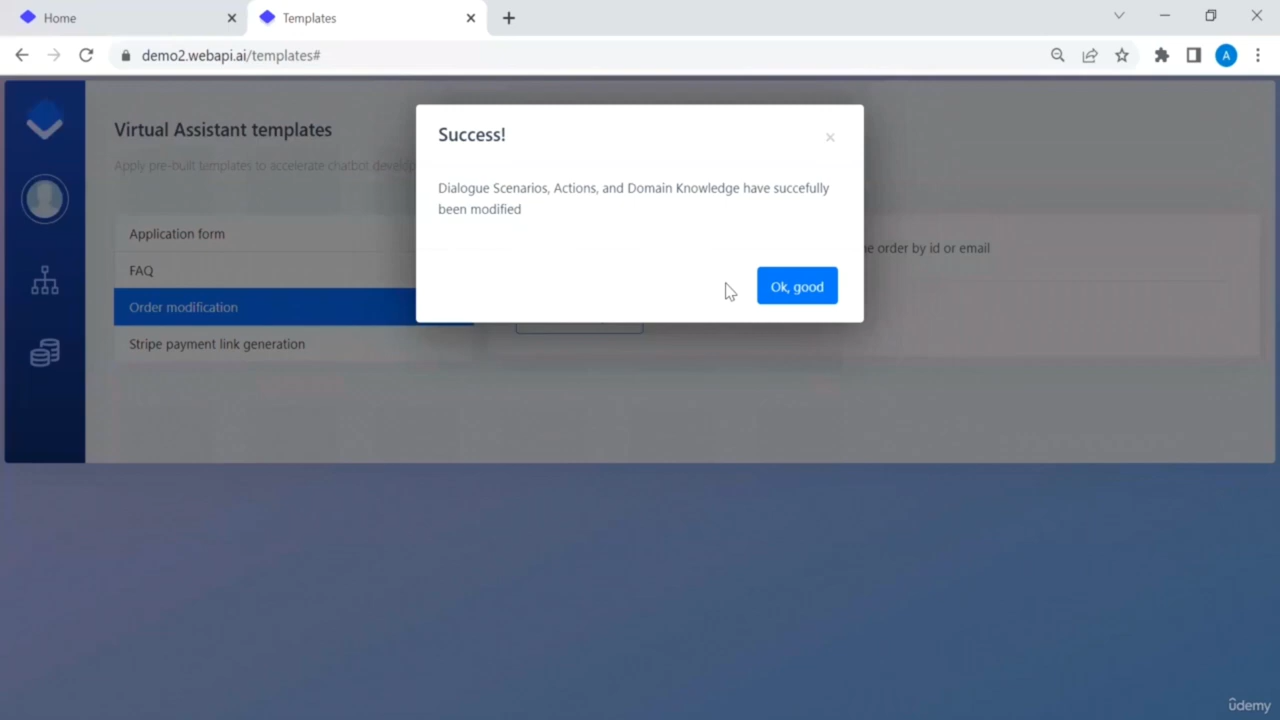 Home
Templates
demo2.webapi.ai/templates#
A
Virtual Assistant templates
Apply pre-built templates to accelerate chatbot develop
Application form
FAQ
Order modification
Stripe payment link generation
Success!
Dialogue Scenarios, Actions, and Domain Knowledge have succefully
been modified
Ok, good
e order by id or email
ûdemy